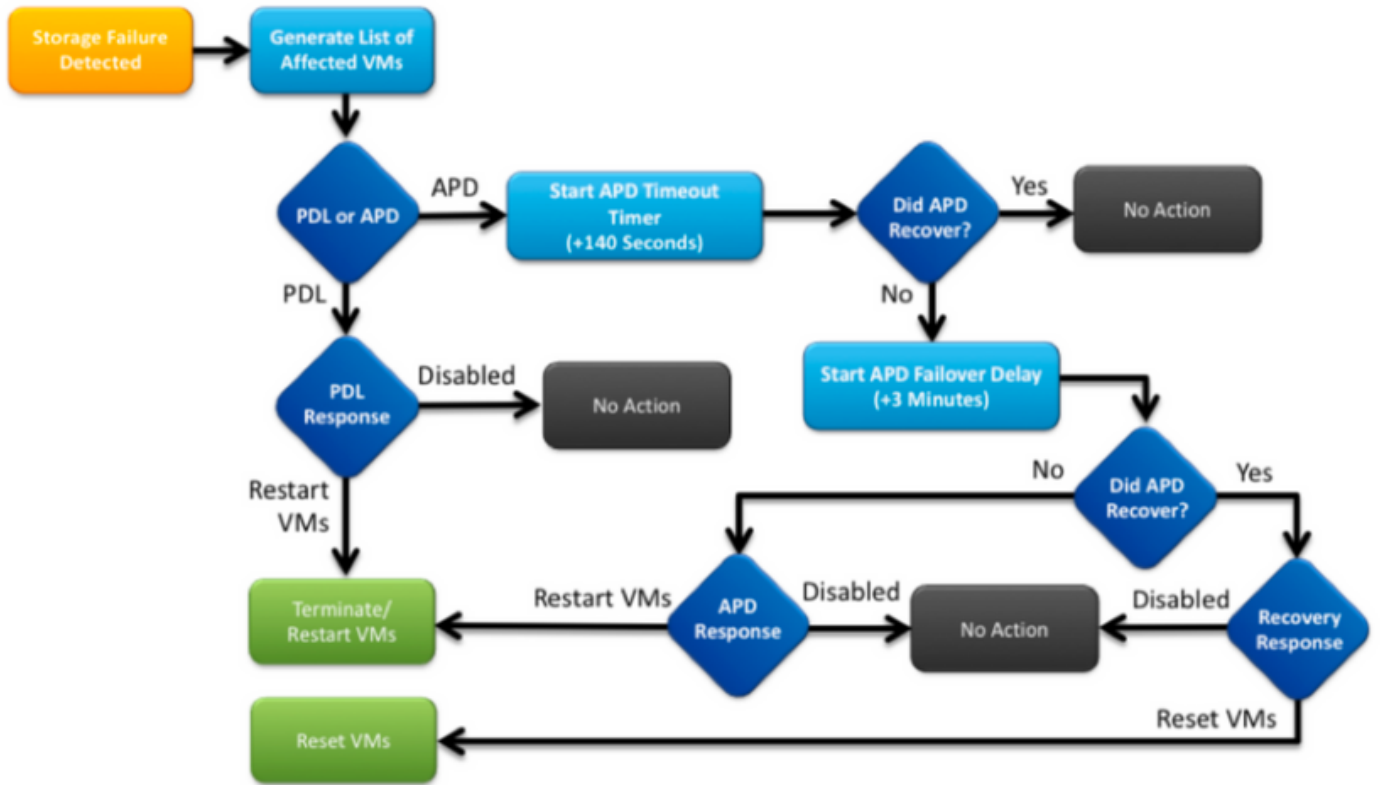 Storage Failure
Detected
Generate List of
Affected VMs
PDL or APD
APD
Start APD Timeout
Timer
(+140 Seconds)
Did APD
Recover?
Yes
No Action
PDL
No
PDL
Response
Disabled
No Action
Start APD Failover Delay
(+3 Minutes)
Restart
VMs
No
Did APD
Recover?
Yes
Terminate/
Restart VMs
Restart VMs
APD
Response
Disabled
No Action
Disabled
Recovery
Response
Reset VMs
Reset VMs